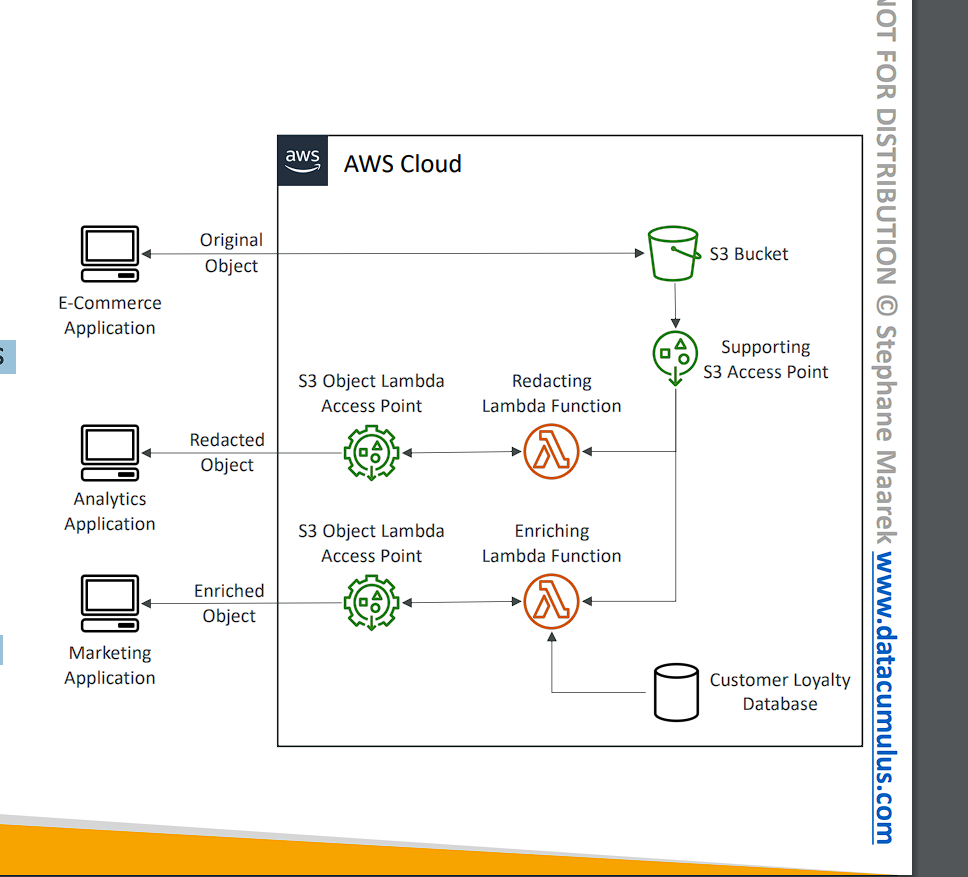 NOT FOR DISTRIBUTION © Stephane Maarek www.datacumulus.com
aws
AWS Cloud
Original
Object
S3 Bucket
E-Commerce
Application
Supporting
S3 Access Point
S3 Object Lambda
Access Point
Redacting
Lambda Function
Redacted
Object
Analytics
Application
S3 Object Lambda
Access Point
Enriching
Lambda Function
Enriched
Object
Marketing
Application
Customer Loyalty
Database